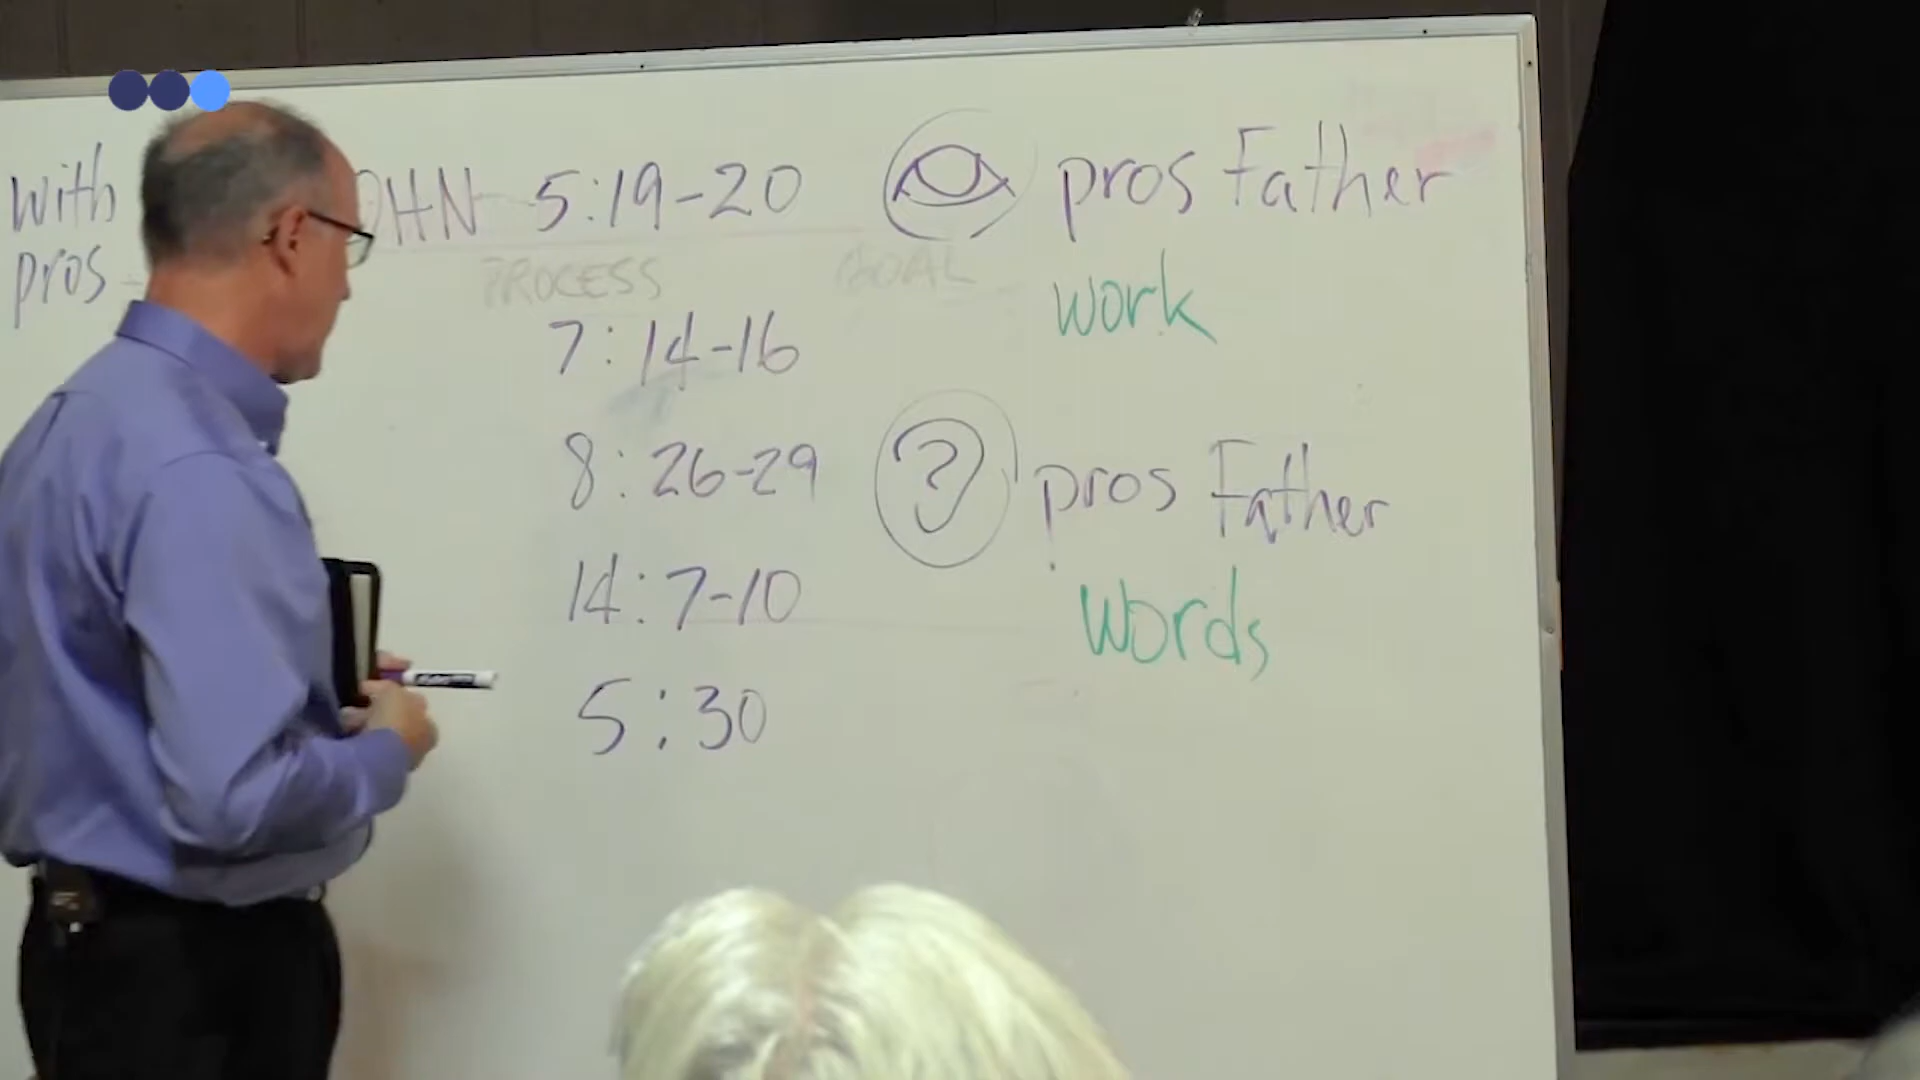 with
pros
OHN 5:19-20
pros Father
PROCESS
GOAL
work
7:14-16
8:26-29
pros Father
14:7-10
words
5:30